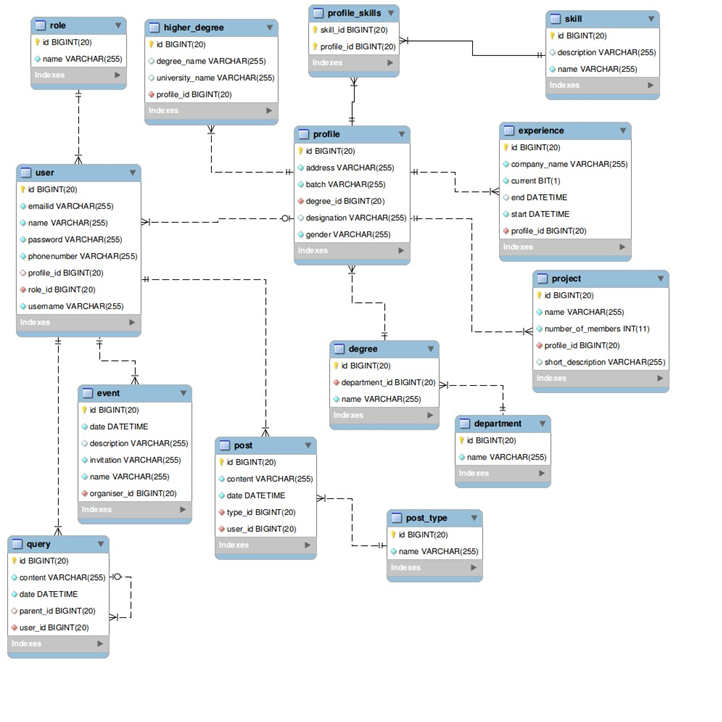 role
id BIGINT(20)
name VARCHAR(255)
Indexes
higher_degree
id BIGINT(20)
degree_name VARCHAR(255)
university_name VARCHAR(255)
profile_id BIGINT(20)
Indexes
profile_skills
skill_id BIGINT(20)
profile_id BIGINT(20)
Indexes
skill
id BIGINT(20)
description VARCHAR(255)
name VARCHAR(255)
Indexes
user
id BIGINT(20)
emailid VARCHAR(255)
name VARCHAR(255)
password VARCHAR(255)
phonenumber VARCHAR(255)
profile_id BIGINT(20)
role_id BIGINT(20)
username VARCHAR(255)
Indexes
profile
id BIGINT(20)
address VARCHAR(255)
batch VARCHAR(255)
degree_id BIGINT(20)
designation VARCHAR(255)
gender VARCHAR(255)
Indexes
experience
id BIGINT(20)
company_name VARCHAR(255)
current BIT(1)
end DATETIME
start DATETIME
profile_id BIGINT(20)
Indexes
project
id BIGINT(20)
name VARCHAR(255)
number_of_members INT(11)
profile_id BIGINT(20)
short_description VARCHAR(255)
Indexes
degree
id BIGINT(20)
department_id BIGINT(20)
name VARCHAR(255)
Indexes
department
id BIGINT(20)
name VARCHAR(255)
Indexes
event
id BIGINT(20)
date DATETIME
description VARCHAR(255)
invitation VARCHAR(255)
name VARCHAR(255)
organiser_id BIGINT(20)
Indexes
post
id BIGINT(20)
content VARCHAR(255)
date DATETIME
type_id BIGINT(20)
user_id BIGINT(20)
Indexes
post_type
id BIGINT(20)
name VARCHAR(255)
Indexes
query
id BIGINT(20)
content VARCHAR(255)
date DATETIME
parent_id BIGINT(20)
user_id BIGINT(20)
Indexes